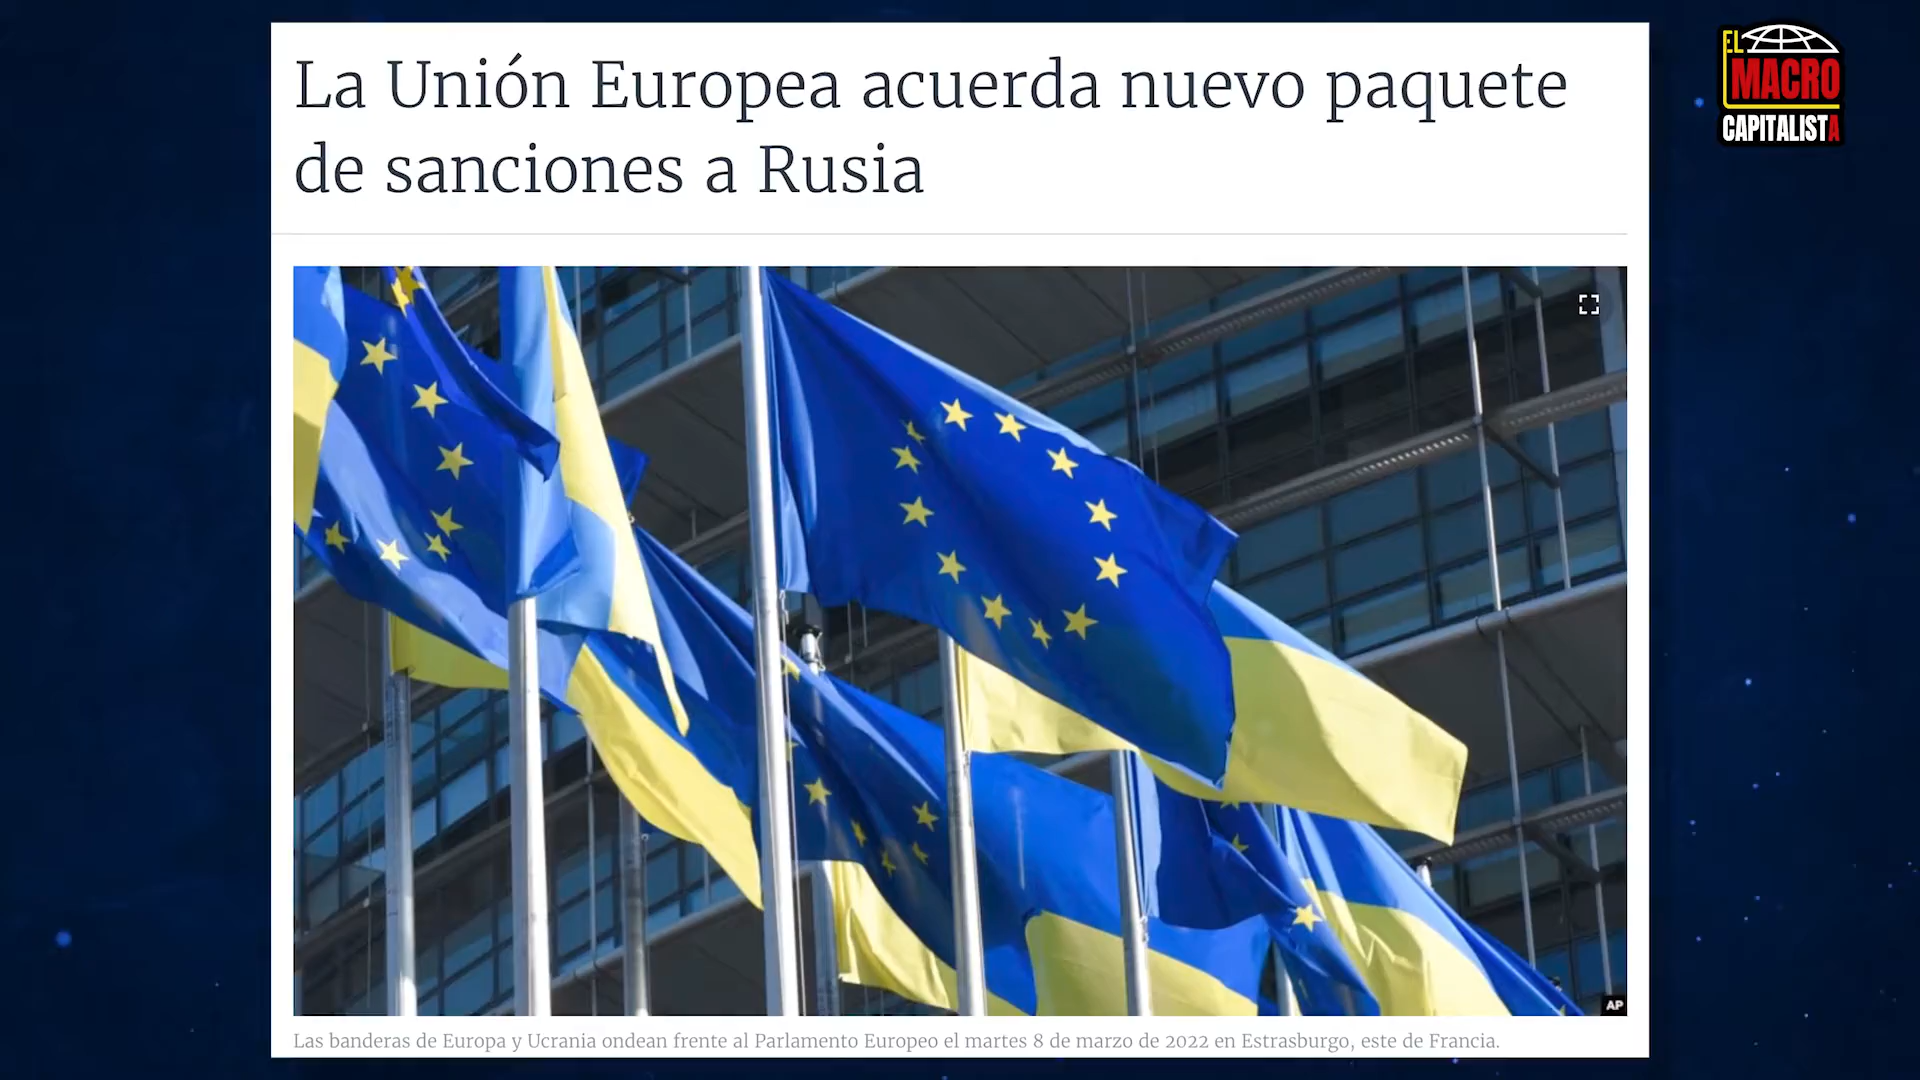 La Unión Europea acuerda nuevo paquete
de sanciones a Rusia
EL
MACRO
CAPITALISTA
AP
Las banderas de Europa y Ucrania ondean frente al Parlamento Europeo el martes 8 de marzo de 2022 en Estrasburgo, este de Francia.